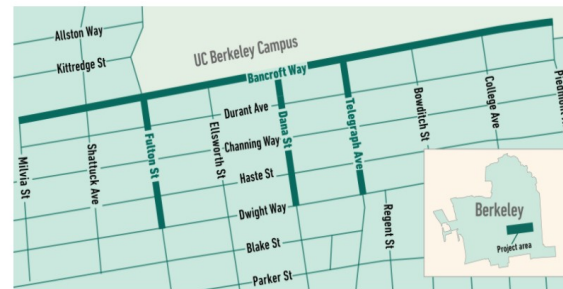 Allston Way
Kittredge St
UC Berkeley Campus
Bancroft Way
Durant Ave
Channing Way
Haste St
Dwight Way
Blake St
Parker St
Milvia St
Shattuck Ave
Fulton St
Ellsworth St
Dana St
Telegraph Ave
Regent St
Bowditch St
College Ave
Berkeley
Project area